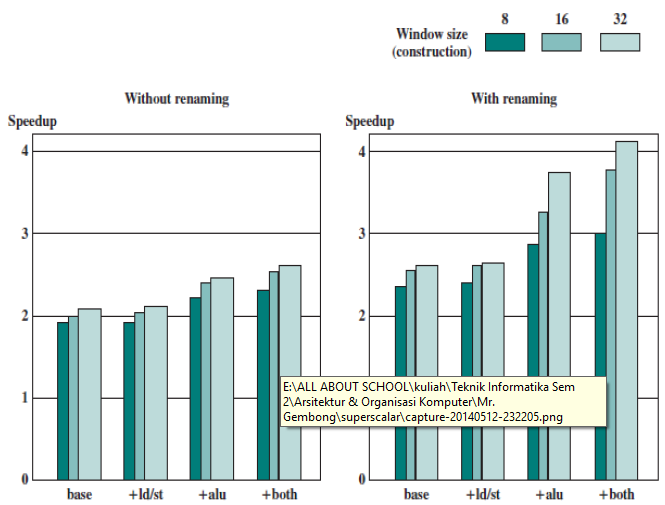 8 16 32
Window size
(construction)
Without renaming
With renaming
Speedup
Speedup
4
3
2
1
0
4
3
2
1
0
E:\ALL ABOUT SCHOOL\kuliah\Teknik Informatika Sem
2\Arsitektur & Organisasi Komputer\Mr.
Gembong\superscalar\capture-20140512-232205.png
base +ld/st +alu +both
base +ld/st +alu +both